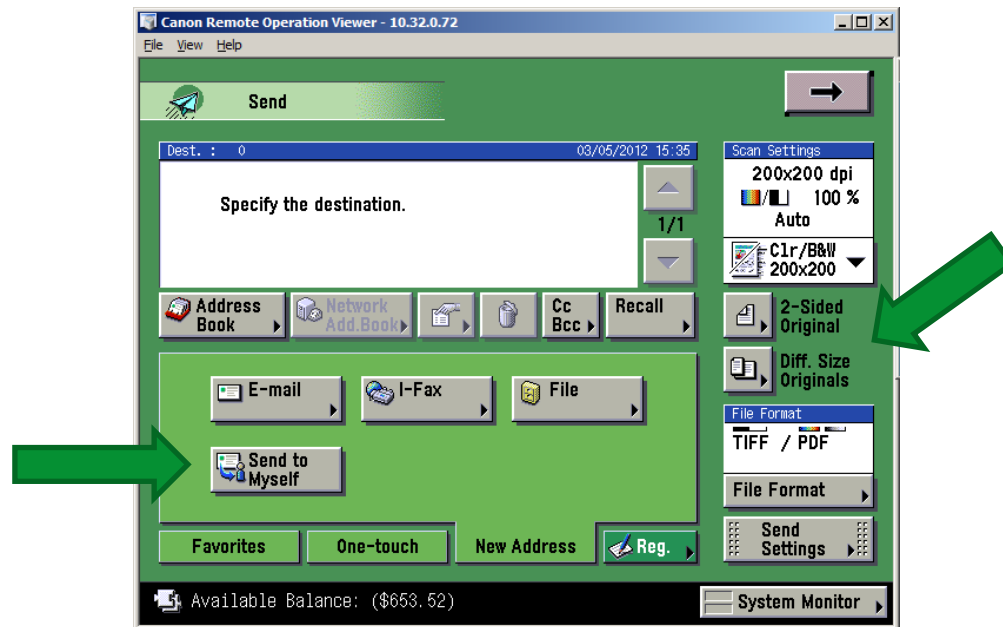 Canon Remote Operation Viewer - 10.32.0.72
File View Help
Send
Dest. : 0 03/05/2012 15:35
Specify the destination.
1/1
Scan Settings
200x200 dpi
/ 100 %
Auto
Clr/B&W
200x200
Address
Book
Network
Add.Book
Cc
Bcc
Recall
2-Sided
Original
Diff. Size
Originals
E-mail
I-Fax
File
Send to
Myself
File Format
TIFF / PDF
File Format
Send
Settings
Favorites
One-touch
New Address
Reg.
Available Balance: ($653.52)
System Monitor